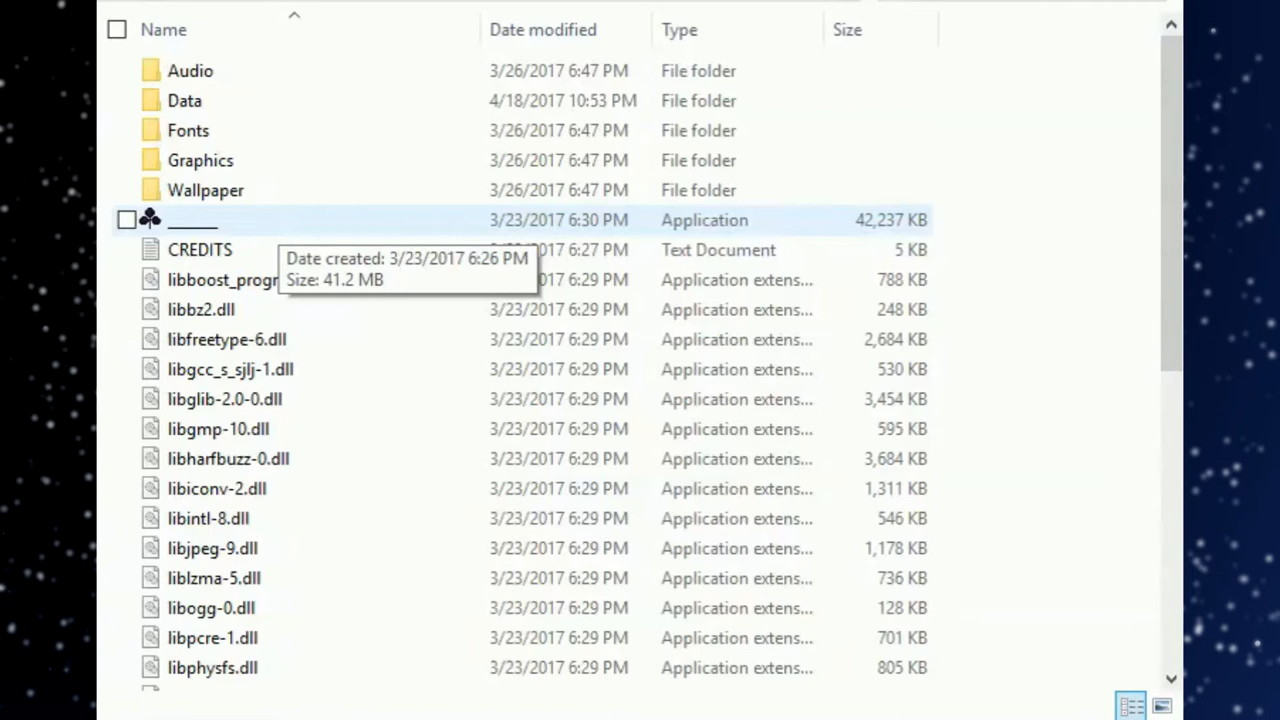 Name Date modified Type Size
Audio 3/26/2017 6:47 PM File folder
Data 4/18/2017 10:53 PM File folder
Fonts 3/26/2017 6:47 PM File folder
Graphics 3/26/2017 6:47 PM File folder
Wallpaper 3/26/2017 6:47 PM File folder
______ 3/23/2017 6:30 PM Application 42,237 KB
CREDITS 017 6:27 PM Text Document 5 KB
Date created: 3/23/2017 6:26 PM
Size: 41.2 MB
libboost_progr 017 6:29 PM Application extens... 788 KB
libbz2.dll 3/23/2017 6:29 PM Application extens... 248 KB
libfreetype-6.dll 3/23/2017 6:29 PM Application extens... 2,684 KB
libgcc_s_sjlj-1.dll 3/23/2017 6:29 PM Application extens... 530 KB
libglib-2.0-0.dll 3/23/2017 6:29 PM Application extens... 3,454 KB
libgmp-10.dll 3/23/2017 6:29 PM Application extens... 595 KB
libharfbuzz-0.dll 3/23/2017 6:29 PM Application extens... 3,684 KB
libiconv-2.dll 3/23/2017 6:29 PM Application extens... 1,311 KB
libintl-8.dll 3/23/2017 6:29 PM Application extens... 546 KB
libjpeg-9.dll 3/23/2017 6:29 PM Application extens... 1,178 KB
liblzma-5.dll 3/23/2017 6:29 PM Application extens... 736 KB
libogg-0.dll 3/23/2017 6:29 PM Application extens... 128 KB
libpcre-1.dll 3/23/2017 6:29 PM Application extens... 701 KB
libphysfs.dll 3/23/2017 6:29 PM Application extens... 805 KB